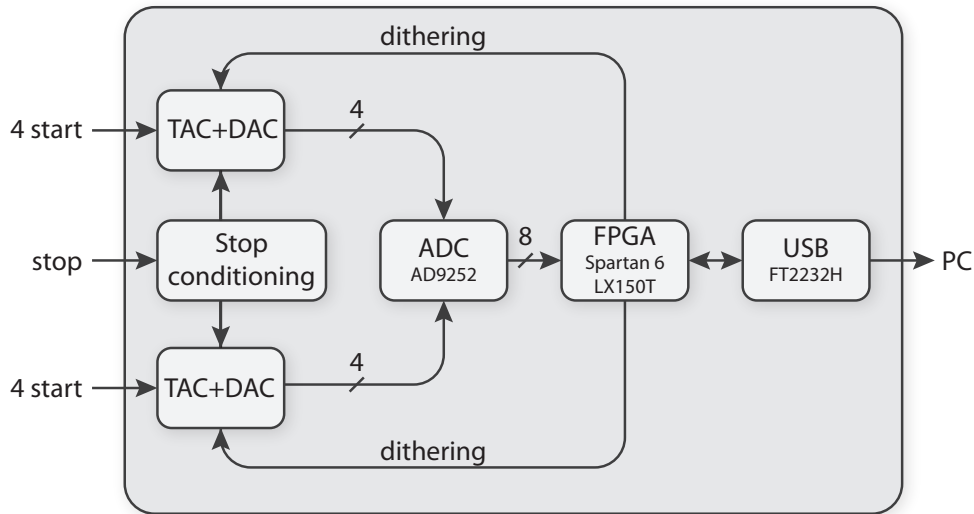 dithering
4 start
TAC+DAC
4
stop
Stop
conditioning
ADC
AD9252
8
FPGA
Spartan 6
LX150T
USB
FT2232H
PC
4 start
TAC+DAC
4
dithering